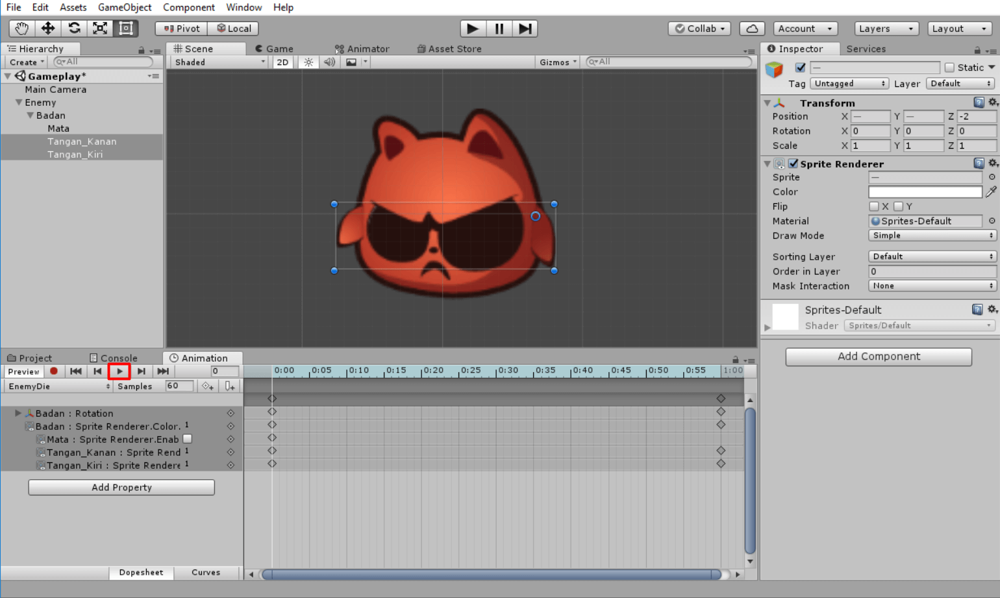 File Edit Assets GameObject Component Window Help
Pivot Local Collab Account Layers Layout
Hierarchy
Create All
Gameplay*
Main Camera
Enemy
Badan
Mata
Tangan_Kanan
Tangan_Kiri
Scene Game Animator Asset Store
Shaded 2D Gizmos All
Inspector Services
— Static
Tag Untagged Layer Default
Transform
Position X — Y — Z -2
Rotation X 0 Y 0 Z 0
Scale X 1 Y 1 Z 1
Sprite Renderer
Sprite —
Color
Flip X Y
Material Sprites-Default
Draw Mode Simple
Sorting Layer Default
Order in Layer 0
Mask Interaction None
Sprites-Default
Shader Sprites/Default
Add Component
Project Console Animation
Preview 0
0:00 0:05 0:10 0:15 0:20 0:25 0:30 0:35 0:40 0:45 0:50 0:55 1:00
EnemyDie Samples 60
Badan : Rotation
Badan : Sprite Renderer.Color. 1
Mata : Sprite Renderer.Enab
Tangan_Kanan : Sprite Rend 1
Tangan_Kiri : Sprite Rendere 1
Add Property
Dopesheet Curves